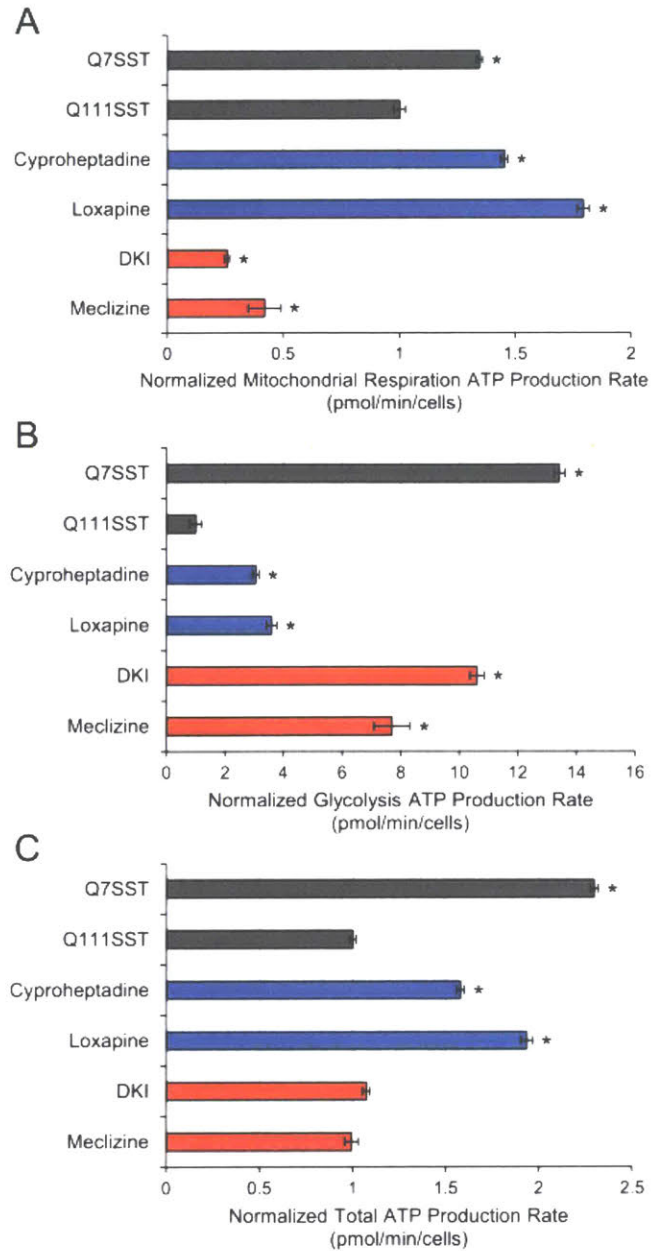 A
Q7SST
*
Q111SST
Cyproheptadine
*
Loxapine
*
DKI
*
Meclizine
*
0 0.5 1 1.5 2
Normalized Mitochondrial Respiration ATP Production Rate
(pmol/min/cells)
B
Q7SST
*
Q111SST
Cyproheptadine
*
Loxapine
*
DKI
*
Meclizine
*
0 2 4 6 8 10 12 14 16
Normalized Glycolysis ATP Production Rate
(pmol/min/cells)
C
Q7SST
*
Q111SST
Cyproheptadine
*
Loxapine
*
DKI
Meclizine
0 0.5 1 1.5 2 2.5
Normalized Total ATP Production Rate
(pmol/min/cells)